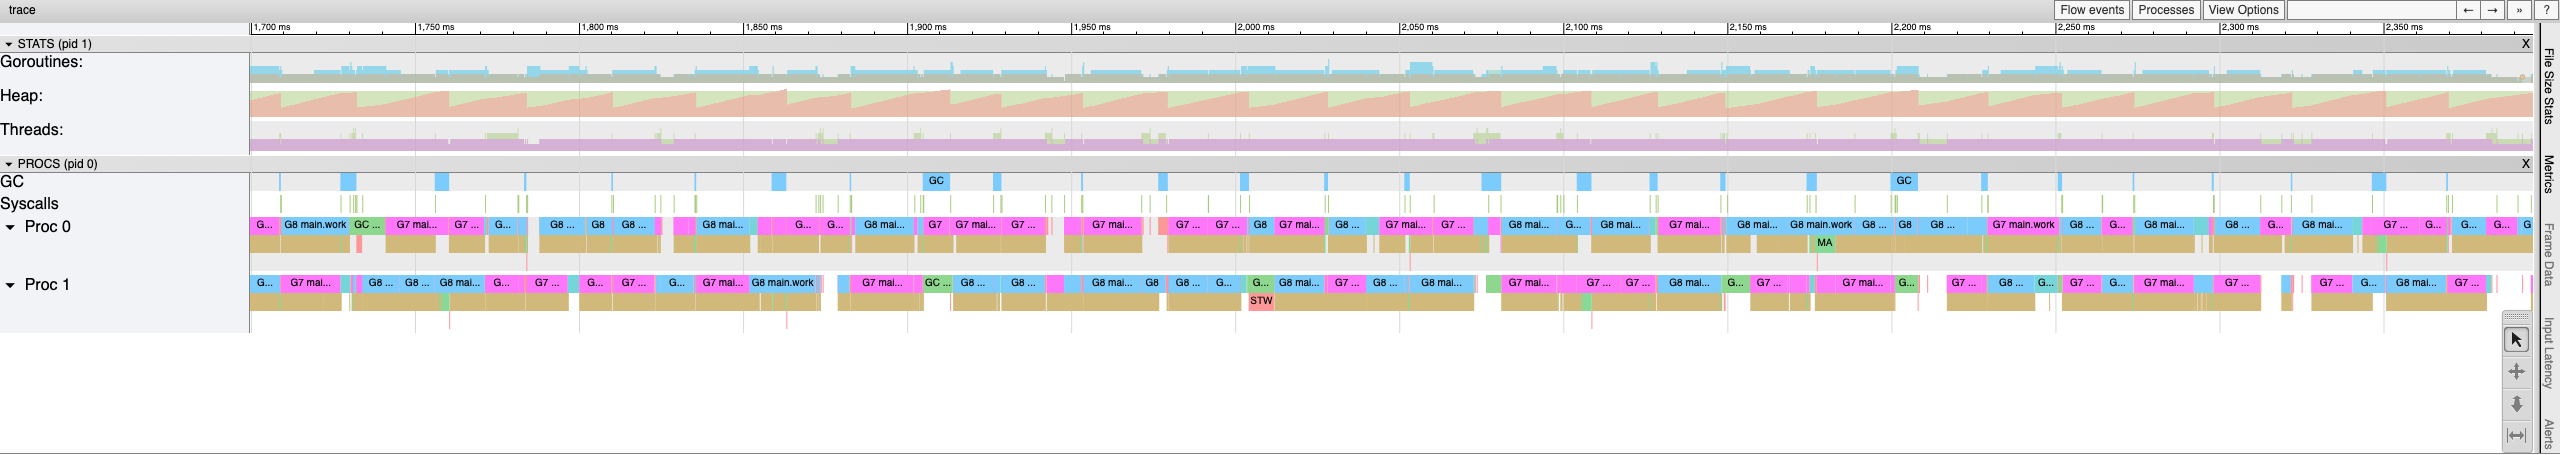 trace
Flow events Processes View Options ← → » ?
1,700 ms 1,750 ms 1,800 ms 1,850 ms 1,900 ms 1,950 ms 2,000 ms 2,050 ms 2,100 ms 2,150 ms 2,200 ms 2,250 ms 2,300 ms 2,350 ms
STATS (pid 1) X
Goroutines:
Heap:
Threads:
PROCS (pid 0) X
GC GC GC
Syscalls
Proc 0 G... G8 main.work GC ... G7 mai... G7 ... G... G8 ... G8 G8 ... G8 mai... G... G... G8 mai... G7 G7 mai... G7 ... G7 mai... G7 ... G7 ... G8 G7 mai... G8 ... G7 mai... G7 ... G8 mai... G... G8 mai... G7 mai... G8 mai... G8 main.work G8 ... G8 G8 ... G7 main.work G... G8 mai... G8 ... G... G8 mai... G7 ... G... G... G... G
MA
Proc 1 G... G7 mai... G8 ... G8 ... G8 mai... G... G7 ... G... G7 ... G... G7 mai... G8 main.work G7 mai... GC ... G8 ... G8 ... G8 mai... G8 G8 ... G... G... G8 mai... G7 ... G8 ... G8 mai... G7 mai... G7 ... G7 ... G8 mai... G... G7 ... G7 mai... G... G7 ... G8 ... G... G7 ... G... G7 mai... G7 ... G7 ... G... G8 mai... G7 ...
STW
File Size Stats
Metrics
Frame Data
Input Latency
Alerts